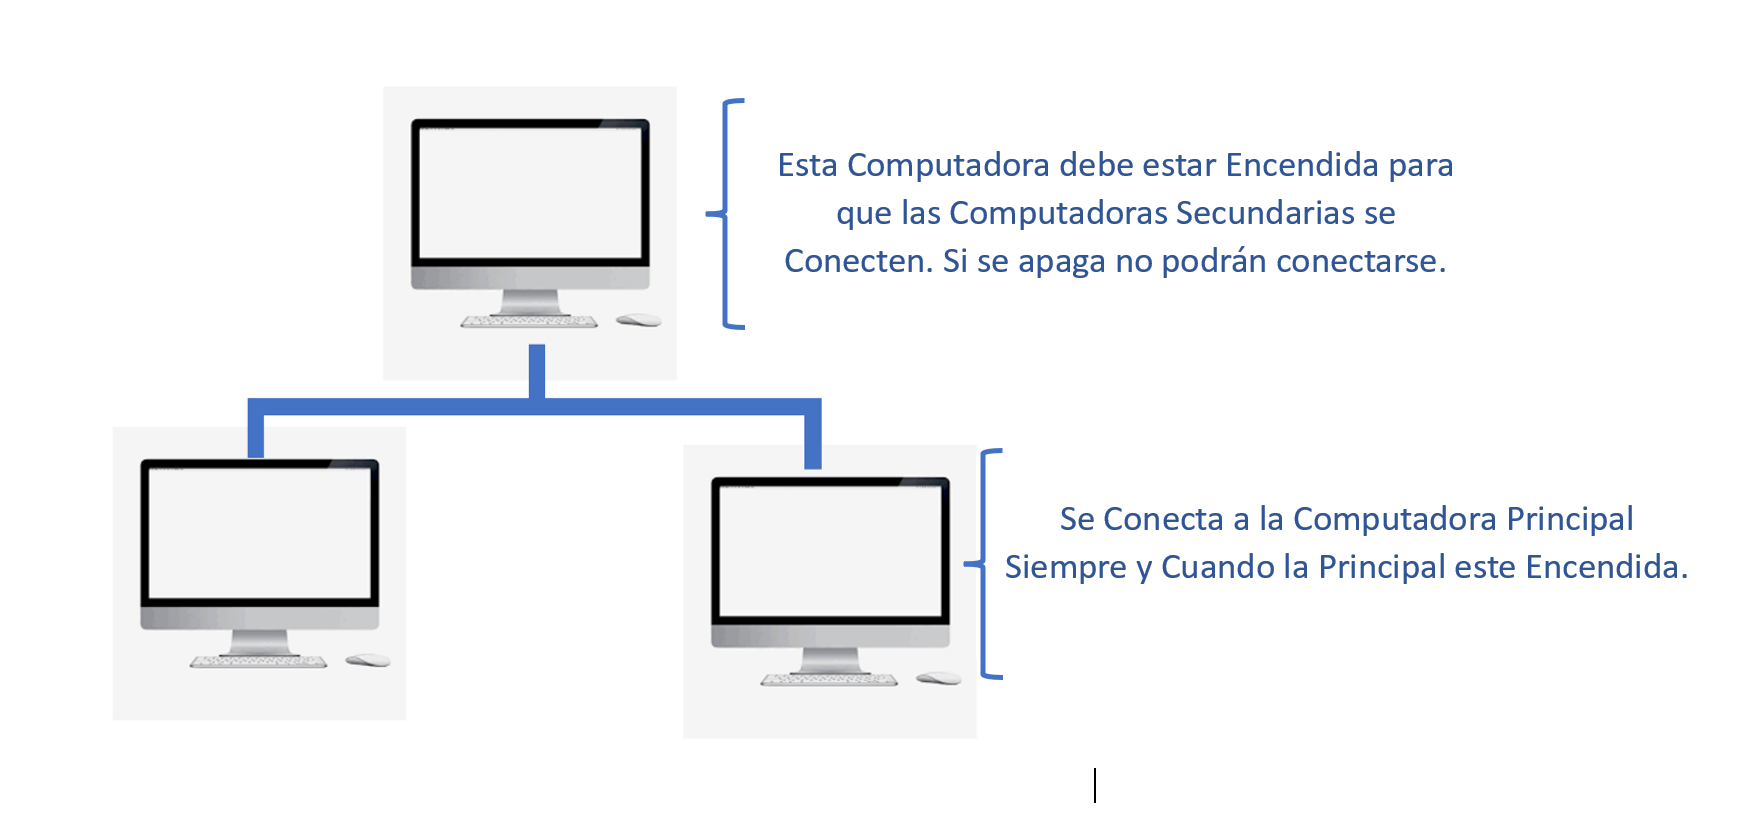 Esta Computadora debe estar Encendida para
que las Computadoras Secundarias se
Conecten. Si se apaga no podrán conectarse.
Se Conecta a la Computadora Principal
Siempre y Cuando la Principal este Encendida.